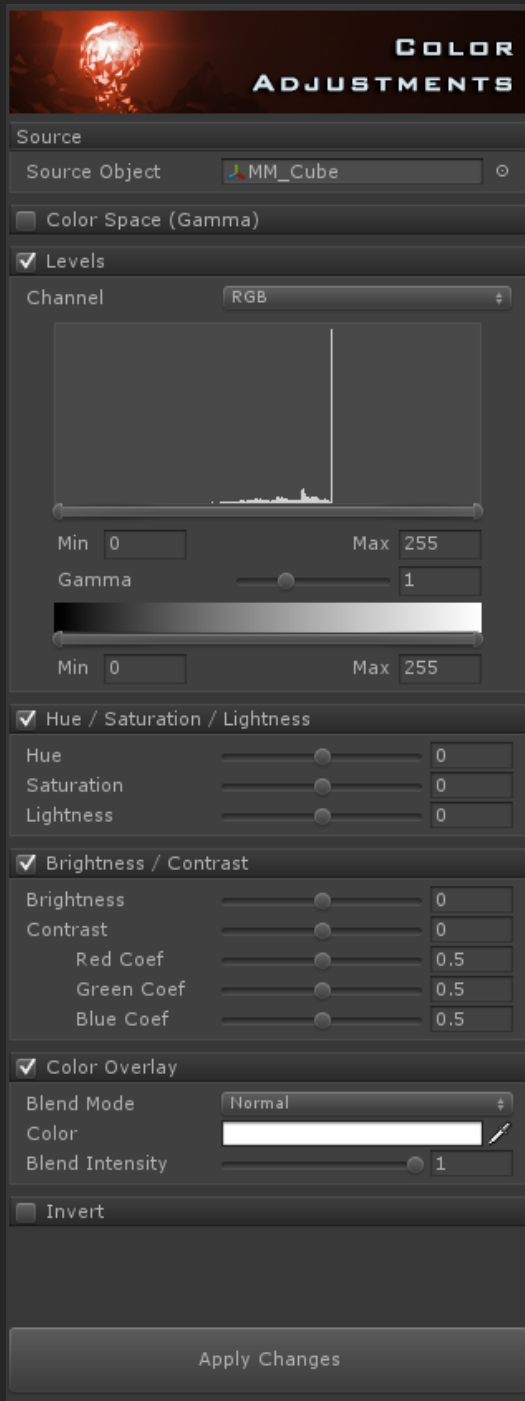 COLOR
ADJUSTMENTS
Source
Source Object MM_Cube
Color Space (Gamma)
Levels
Channel RGB
Min 0 Max 255
Gamma 1
Min 0 Max 255
Hue / Saturation / Lightness
Hue 0
Saturation 0
Lightness 0
Brightness / Contrast
Brightness 0
Contrast 0
Red Coef 0.5
Green Coef 0.5
Blue Coef 0.5
Color Overlay
Blend Mode Normal
Color
Blend Intensity 1
Invert
Apply Changes